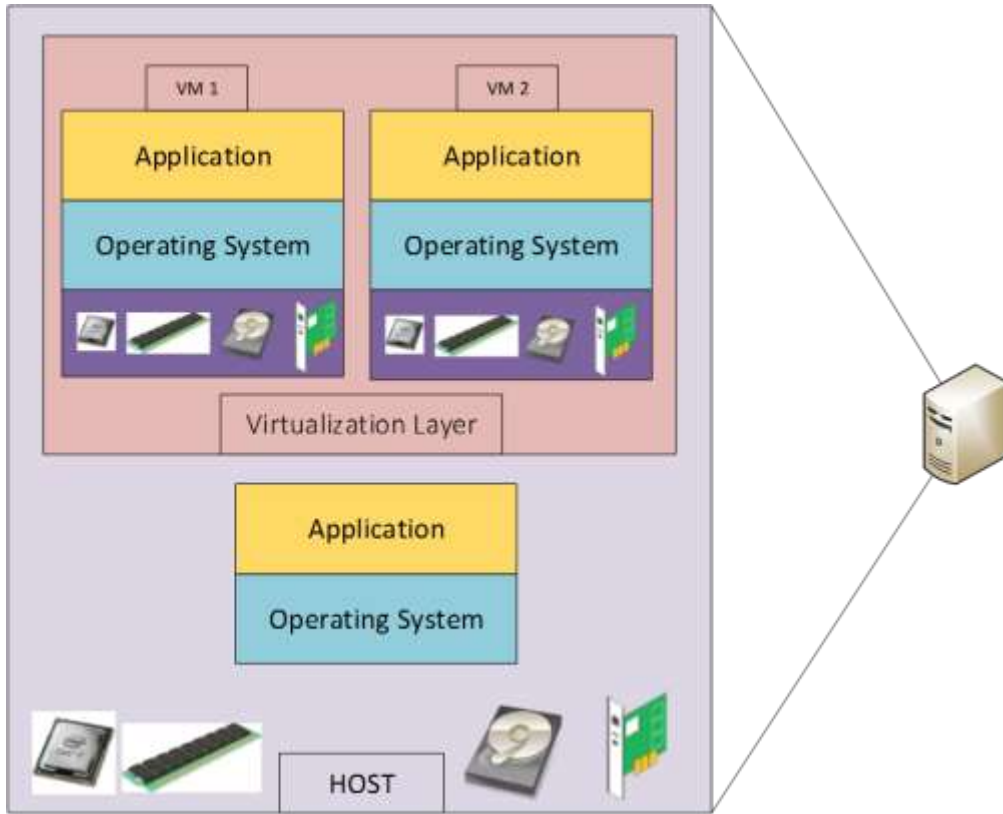 VM 1
VM 2
Application
Application
Operating System
Operating System
Virtualization Layer
Application
Operating System
HOST